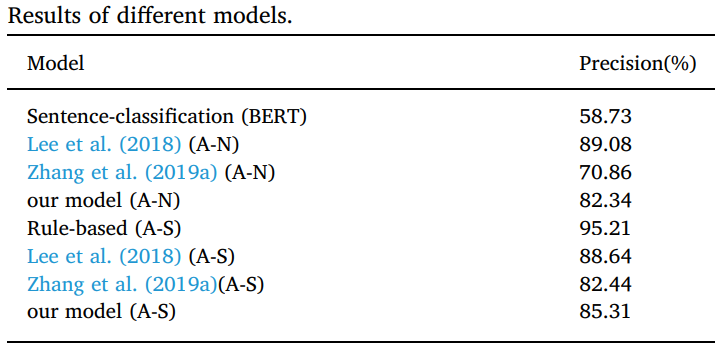 Results of different models.
Model Precision(%)
Sentence-classification (BERT) 58.73
Lee et al. (2018) (A-N) 89.08
Zhang et al. (2019a) (A-N) 70.86
our model (A-N) 82.34
Rule-based (A-S) 95.21
Lee et al. (2018) (A-S) 88.64
Zhang et al. (2019a)(A-S) 82.44
our model (A-S) 85.31